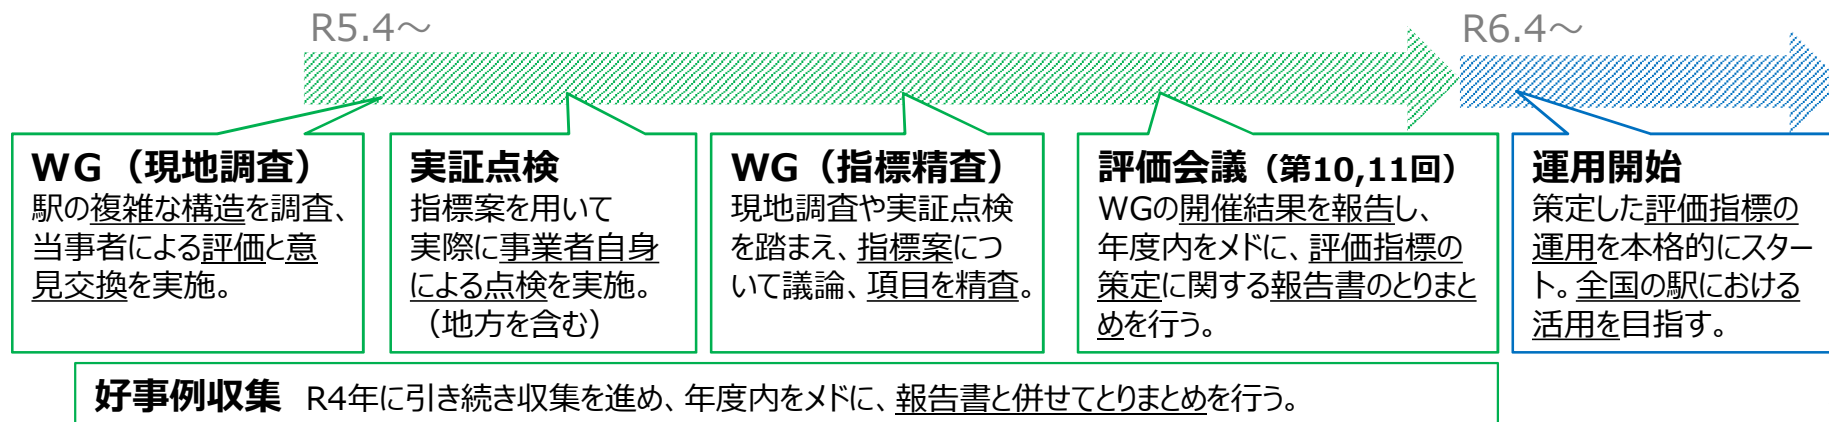 R5.4～
R6.4～
WG（現地調査）
駅の複雑な構造を調査、
当事者による評価と意
見交換を実施。
実証点検
指標案を用いて
実際に事業者自身
による点検を実施。
（地方を含む）
WG（指標精査）
現地調査や実証点検
を踏まえ、指標案につ
いて議論、項目を精査。
評価会議（第10,11回）
WGの開催結果を報告し、
年度内をメドに、評価指標の
策定に関する報告書のとりまと
めを行う。
運用開始
策定した評価指標の
運用を本格的にスター
ト。全国の駅における
活用を目指す。
好事例収集 R4年に引き続き収集を進め、年度内をメドに、報告書と併せてとりまとめを行う。